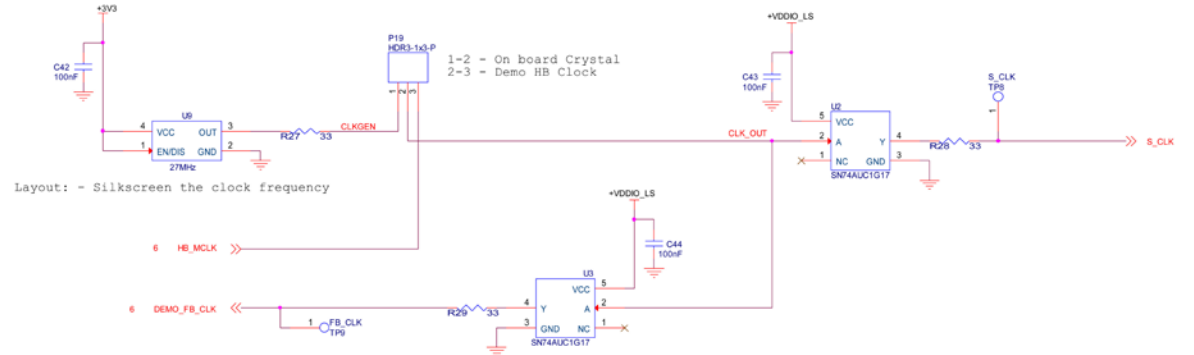 +3V3
C42
100nF
U9
4 VCC OUT 3
1 EN/DIS GND 2
27MHz
R27 33
CLKGEN
P19
HDR3-1x3-P
1 2 3
1-2 - On board Crystal
2-3 - Demo HB Clock
Layout: - Silkscreen the clock frequency
+VDDIO_LS
C43
100nF
U2
5 VCC
CLK_OUT 2 A Y 4
1 NC GND 3
SN74AUC1G17
R28 33
S_CLK
TP8
1
S_CLK
6 HB_MCLK
+VDDIO_LS
C44
100nF
U3
VCC 5
4 Y A 2
3 GND NC 1
SN74AUC1G17
R29 33
6 DEMO_FB_CLK
1 FB_CLK
TP9